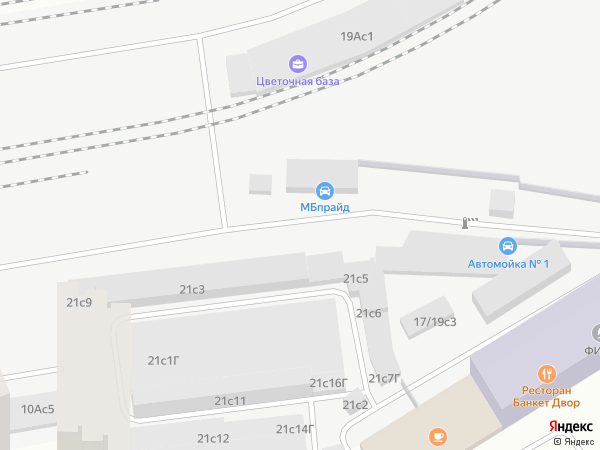 19Ас1
Цветочная база
МБпрайд
Автомойка № 1
21с5
21с3
21с9
21с6
17/19с3
ФИ
21с1Г
21с16Г
21с7Г
Ресторан
Банкет Двор
21с11
21с2
10Ас5
21с12
21с14Г
Яндекс
© Яндекс